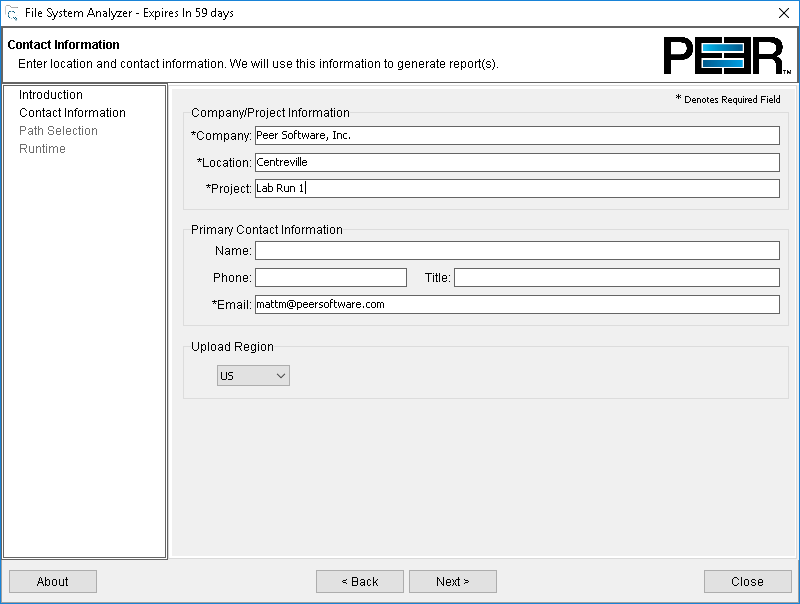 File System Analyzer - Expires In 59 days
Contact Information
Enter location and contact information. We will use this information to generate report(s).
PEER™
Introduction
Contact Information
Path Selection
Runtime
* Denotes Required Field
Company/Project Information
*Company: Peer Software, Inc.
*Location: Centreville
*Project: Lab Run 1
Primary Contact Information
Name:
Phone: Title:
*Email: mattm@peersoftware.com
Upload Region
US
About < Back Next > Close